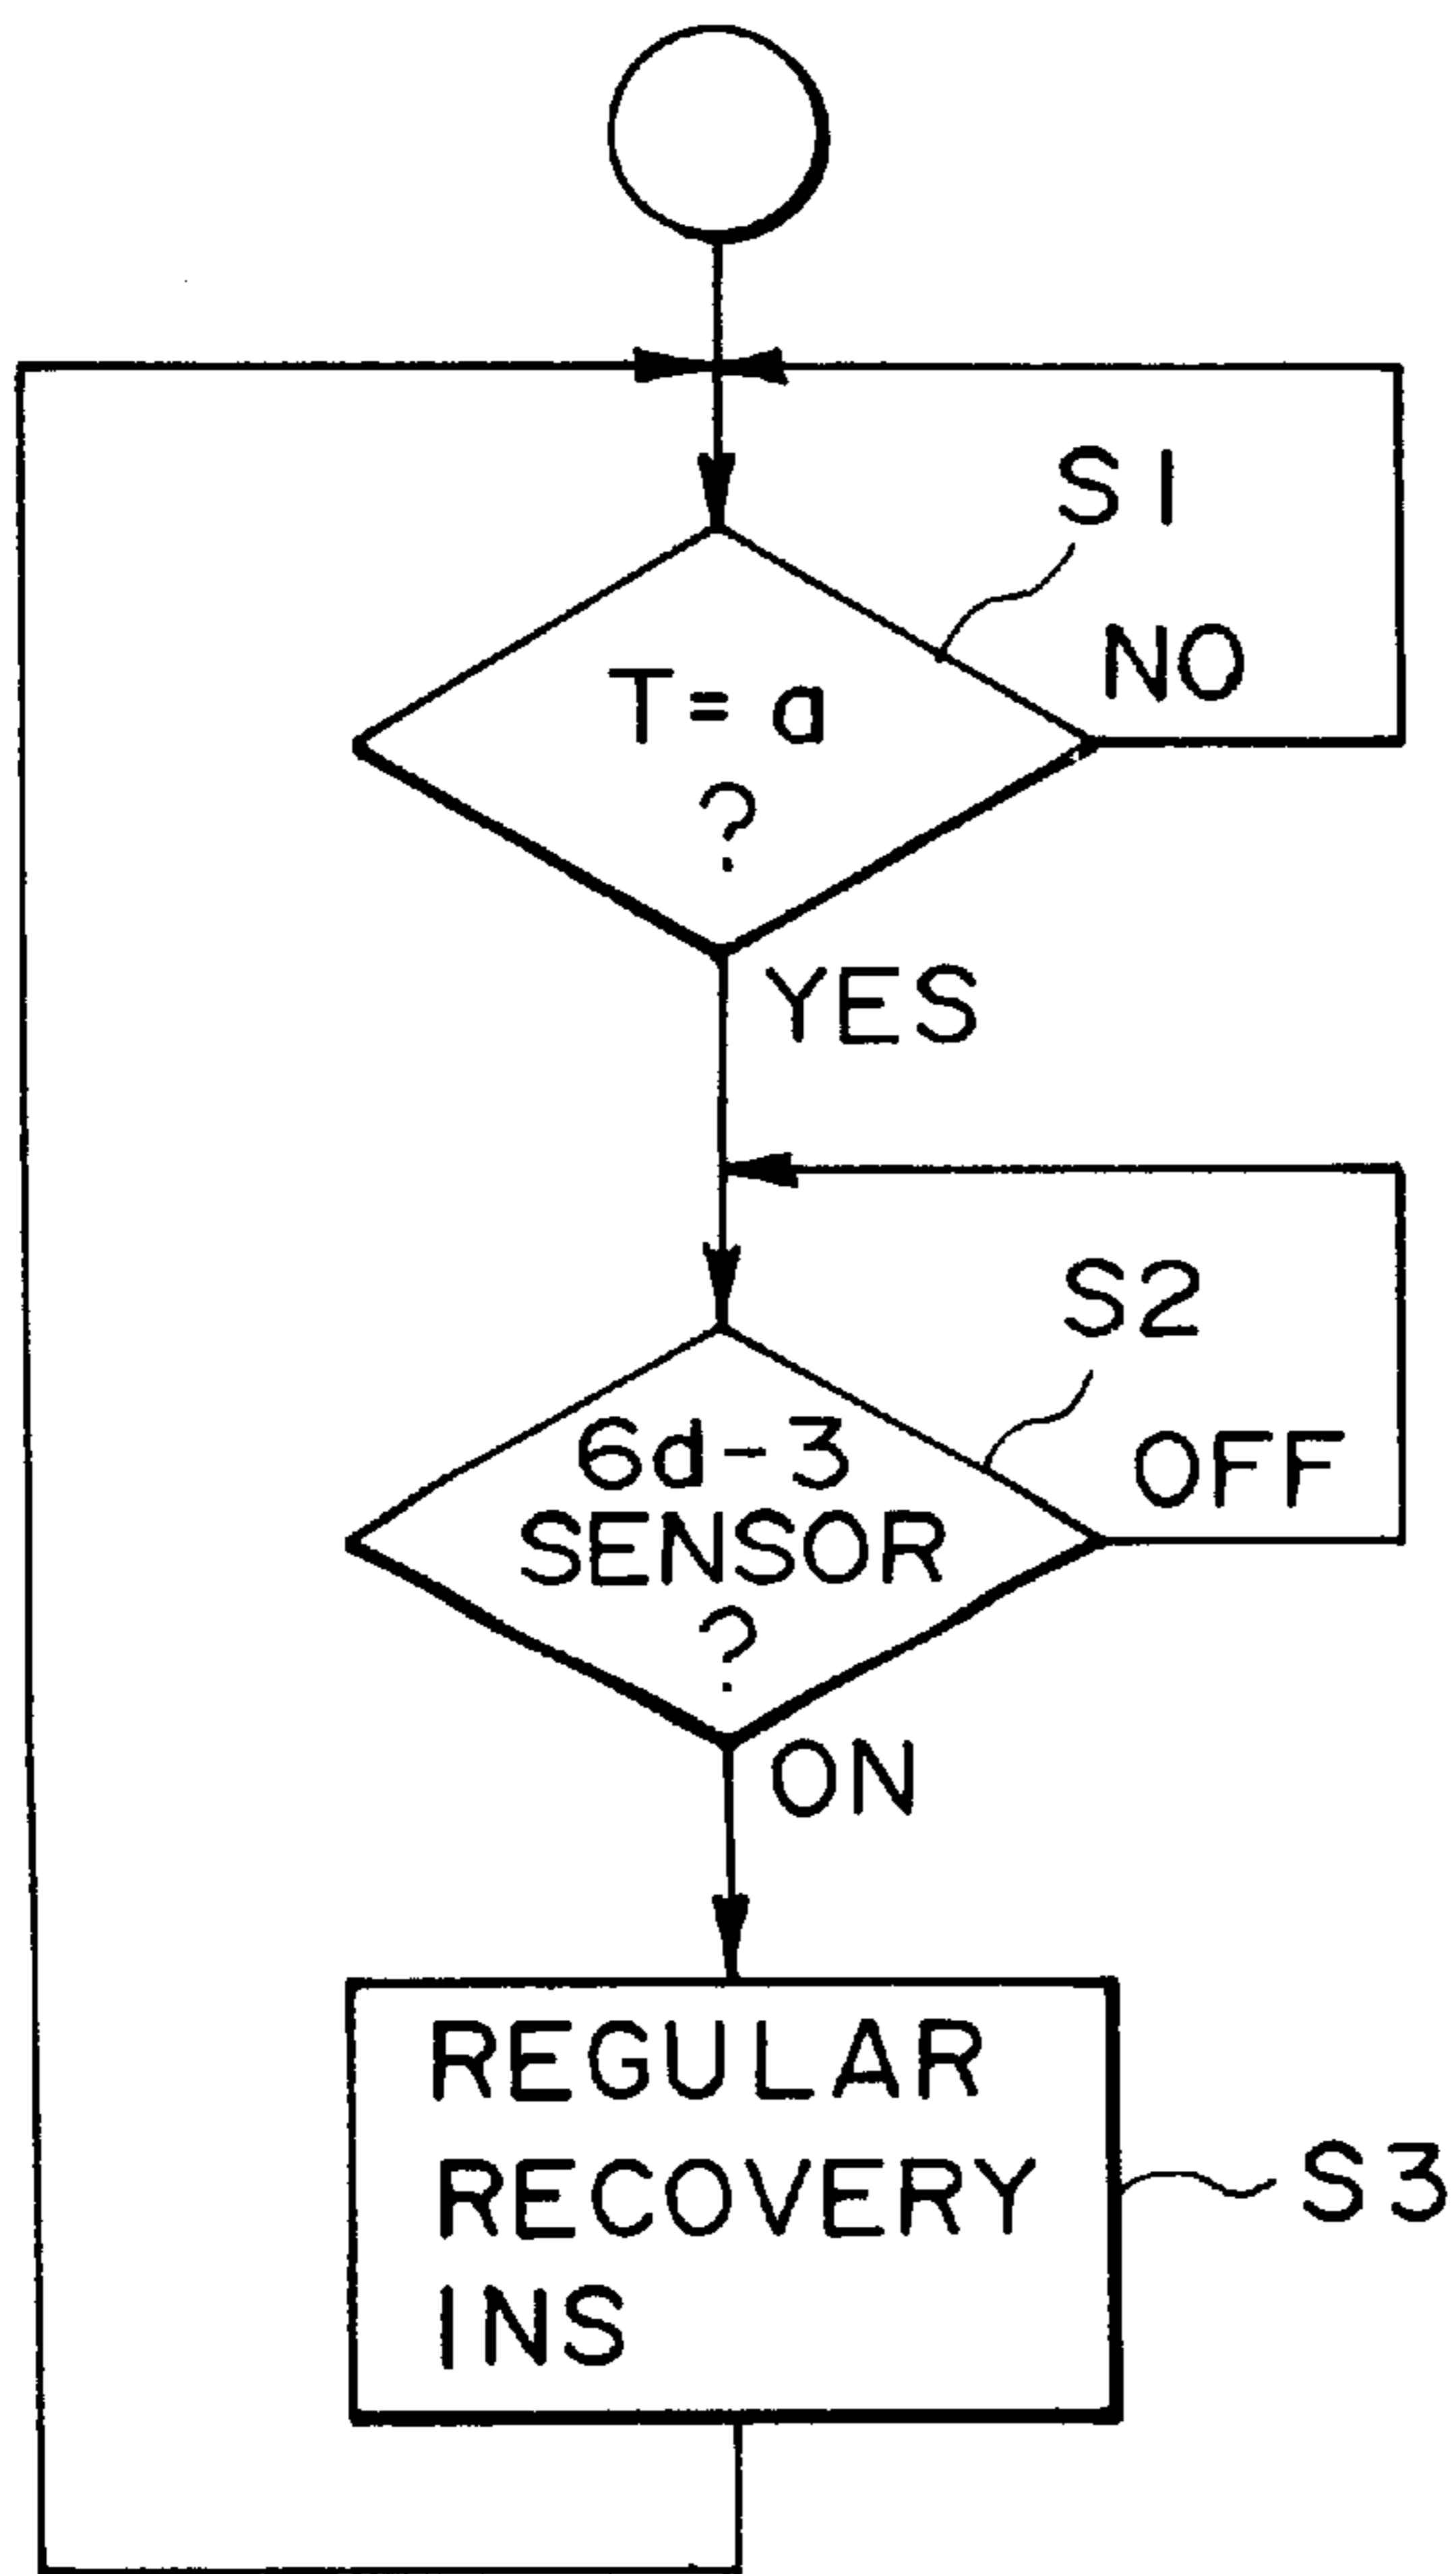 S1
NO
T= a
?
YES
S2
OFF
6d-3
SENSOR
?
ON
REGULAR
RECOVERY
INS
S3